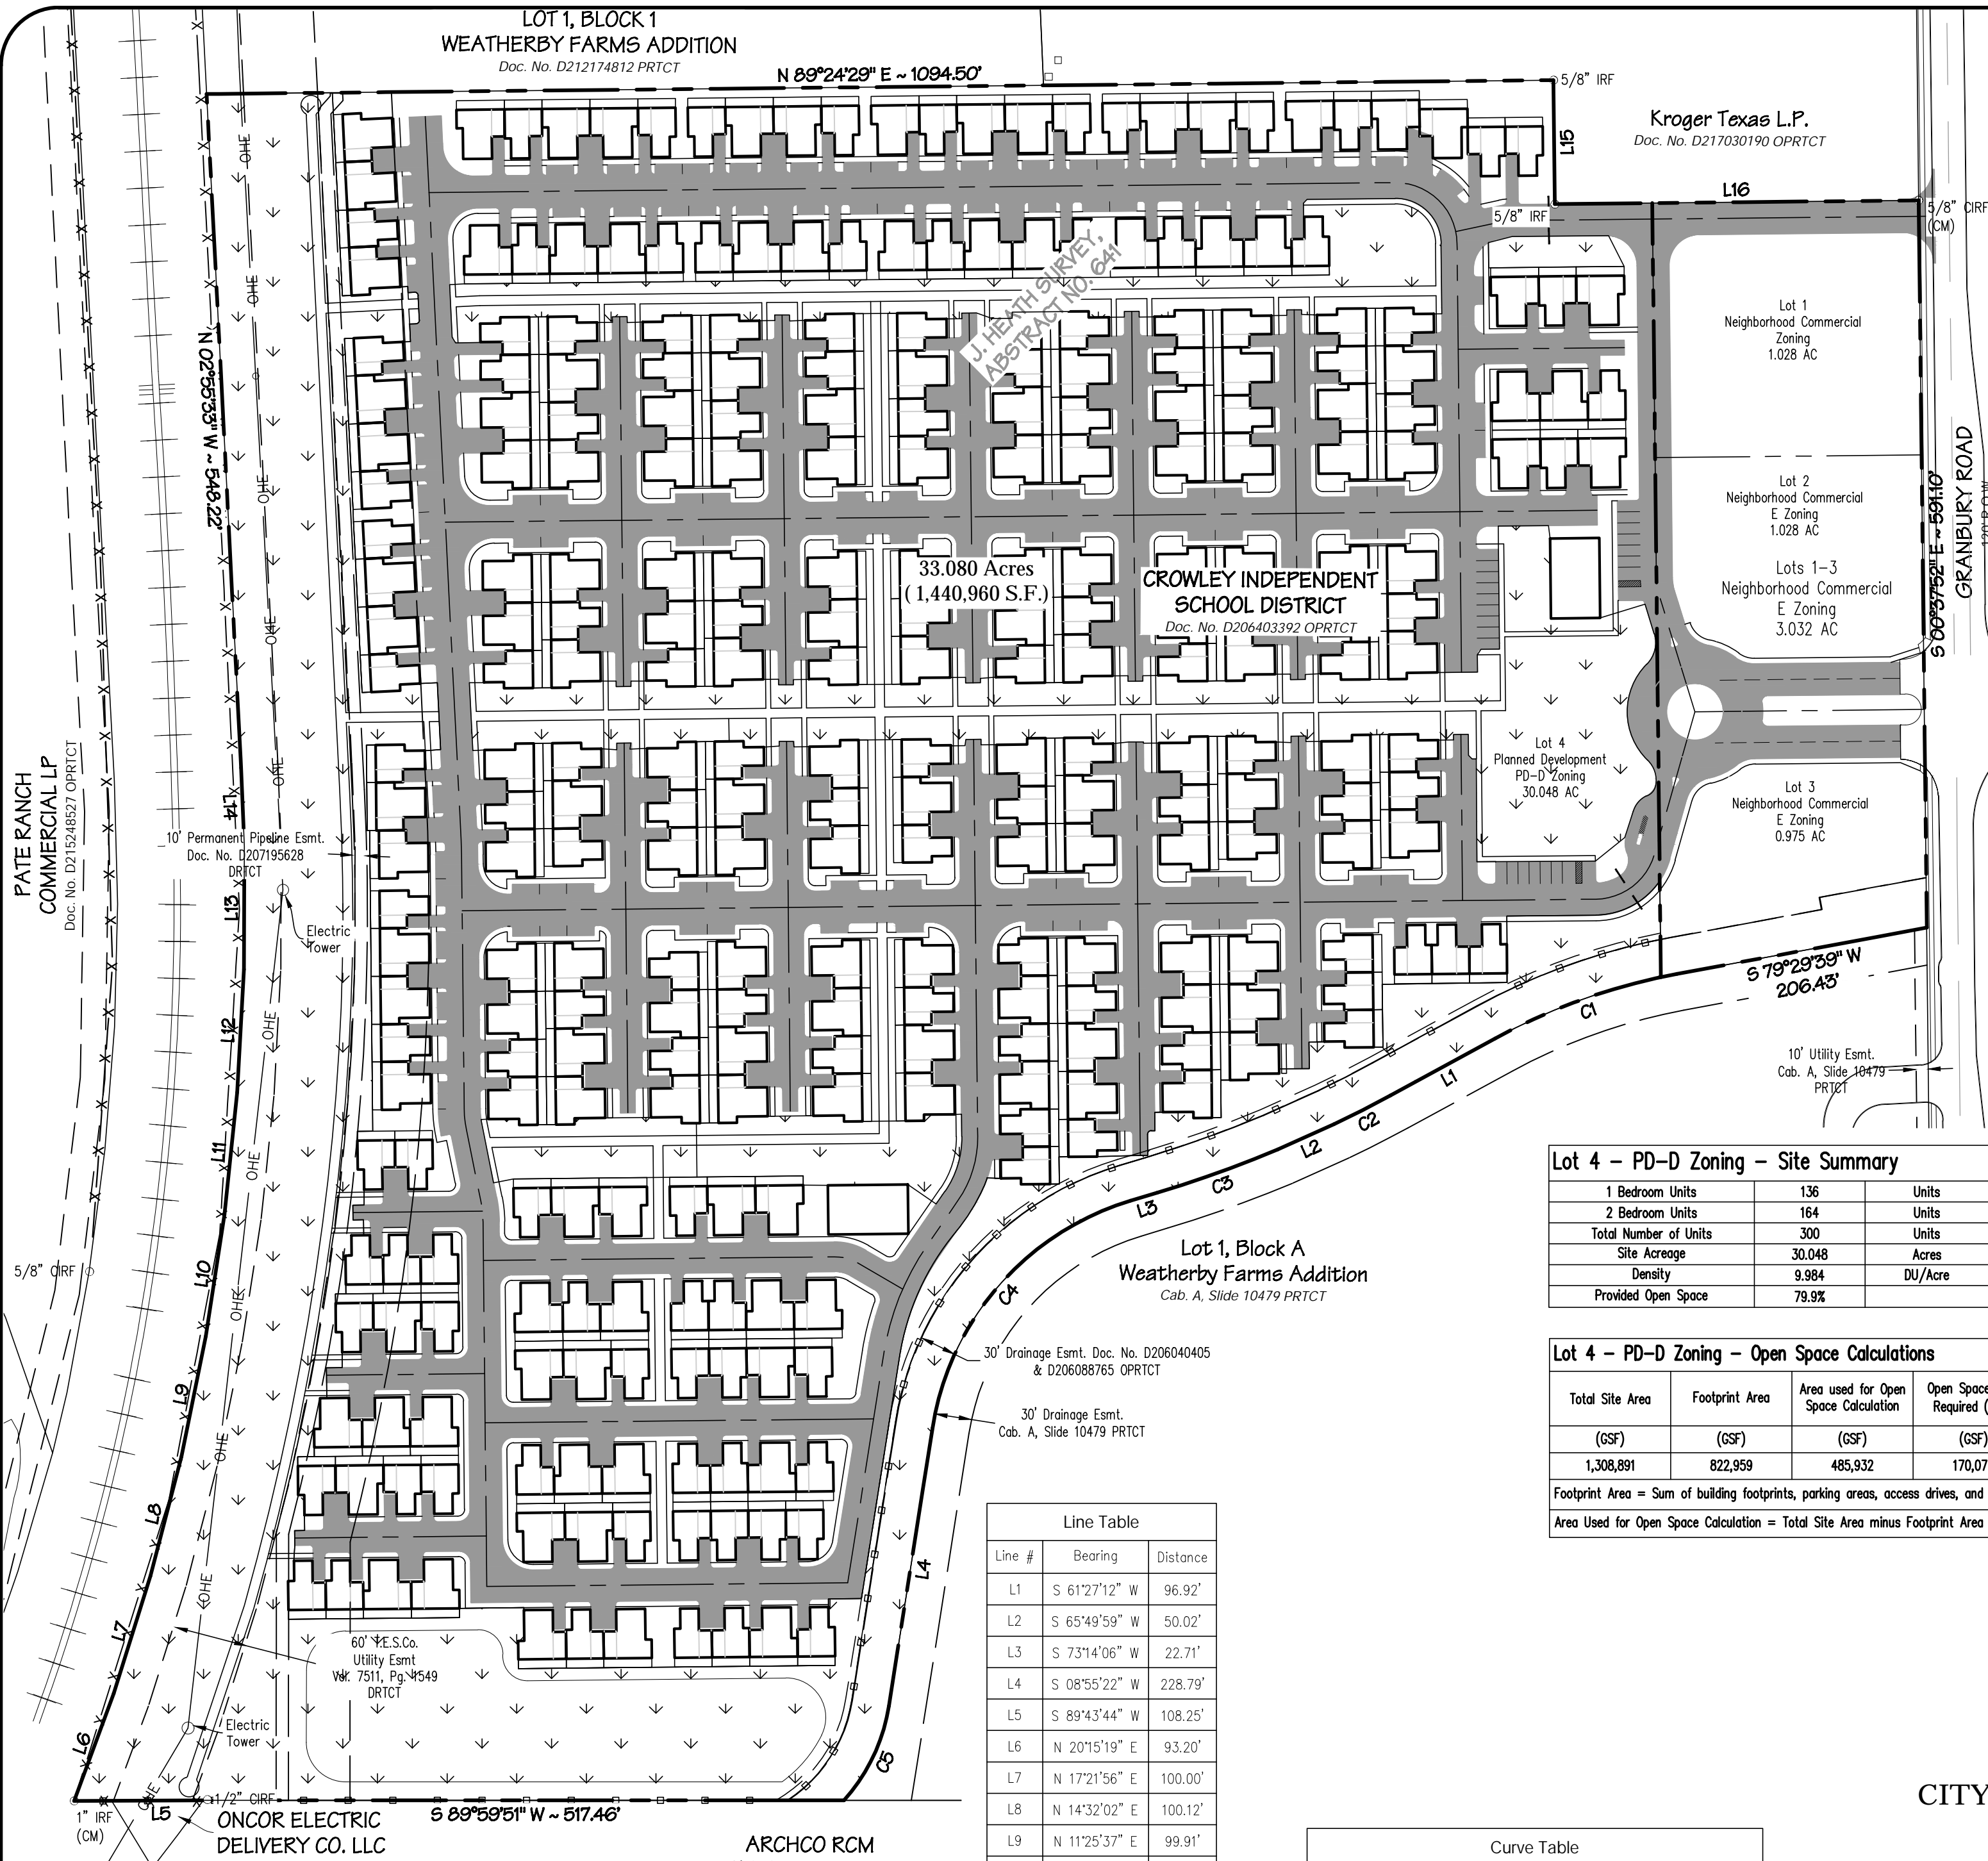 LOT 1, BLOCK 1
WEATHERBY FARMS ADDITION
Doc. No. D212174812 PRTCT
N 89°24'29" E ~ 1094.50'
5/8" IRF
Kroger Texas L.P.
Doc. No. D217030190 OPRTCT
L15
L16
5/8" IRF
5/8" CIRF
(CM)
OHE
OHE
OHE
OHE
OHE
OHE
OHE
OHE
OHE
OHE
OHE
N 02°55'33" W ~ 548.22'
J. HEATH SURVEY,
ABSTRACT NO. 641
Lot 1
Neighborhood Commercial
Zoning
1.028 AC
Lot 2
Neighborhood Commercial
E Zoning
1.028 AC
Lots 1-3
Neighborhood Commercial
E Zoning
3.032 AC
S 00°37'52" E ~ 591.10'
GRANBURY ROAD
120' R.O.W.
33.080 Acres
( 1,440,960 S.F.)
CROWLEY INDEPENDENT
SCHOOL DISTRICT
Doc. No. D206403392 OPRTCT
Lot 4
Planned Development
PD-D Zoning
30.048 AC
Lot 3
Neighborhood Commercial
E Zoning
0.975 AC
PATE RANCH
COMMERCIAL LP
Doc. No. D215248527 OPRTCT
L14
10' Permanent Pipeline Esmt.
Doc. No. D207195628
DRTCT
L13
Electric
Tower
L12
L11
L10
L9
L8
L7
L6
5/8" CIRF
S 79°29'39" W
206.43'
C1
L1
C2
L2
C3
L3
C4
10' Utility Esmt.
Cab. A, Slide 10479
PRTCT
Lot 1, Block A
Weatherby Farms Addition
Cab. A, Slide 10479 PRTCT
30' Drainage Esmt. Doc. No. D206040405
& D206088765 OPRTCT
30' Drainage Esmt.
Cab. A, Slide 10479 PRTCT
L4
C5
60' T.E.S.Co.
Utility Esmt
Vol. 7511, Pg. 1549
DRTCT
Electric
Tower
1/2" CIRF
1" IRF
(CM)
L5
ONCOR ELECTRIC
DELIVERY CO. LLC
S 89°59'51" W ~ 517.46'
ARCHCO RCM
Lot 4 - PD-D Zoning - Site Summary
1 Bedroom Units 136 Units
2 Bedroom Units 164 Units
Total Number of Units 300 Units
Site Acreage 30.048 Acres
Density 9.984 DU/Acre
Provided Open Space 79.9%
Lot 4 - PD-D Zoning - Open Space Calculations
Total Site Area Footprint Area Area used for Open Space Calculation Open Space Required (
(GSF) (GSF) (GSF) (GSF)
1,308,891 822,959 485,932 170,07
Footprint Area = Sum of building footprints, parking areas, access drives, and
Area Used for Open Space Calculation = Total Site Area minus Footprint Area
Line Table
Line # Bearing Distance
L1 S 61°27'12" W 96.92'
L2 S 65°49'59" W 50.02'
L3 S 73°14'06" W 22.71'
L4 S 08°55'22" W 228.79'
L5 S 89°43'44" W 108.25'
L6 N 20°15'19" E 93.20'
L7 N 17°21'56" E 100.00'
L8 N 14°32'02" E 100.12'
L9 N 11°25'37" E 99.91'
Curve Table
CITY